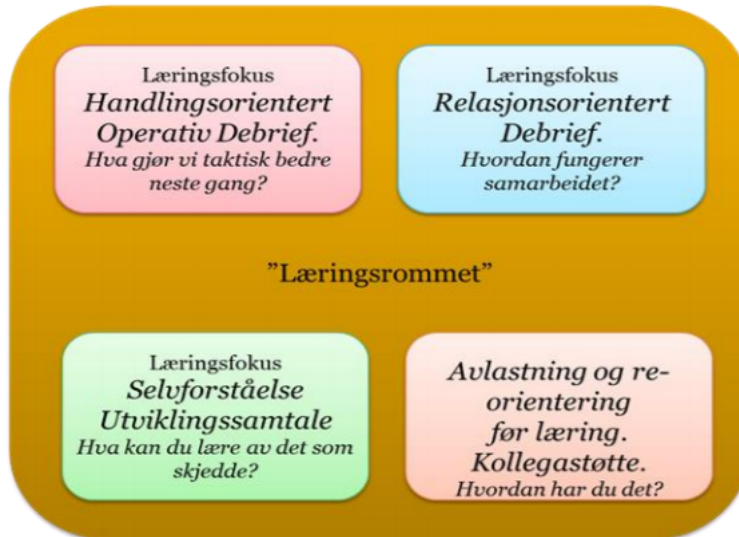 Læringsfokus
Handlingsorientert
Operativ Debrief.
Hva gjør vi taktisk bedre
neste gang?
Læringsfokus
Relasjonsorientert
Debrief.
Hvordan fungerer
samarbeidet?
”Læringsrommet”
Læringsfokus
Selvforståelse
Utviklingssamtale
Hva kan du lære av det som
skjedde?
Avlastning og re-
orientering
før læring.
Kollegastøtte.
Hvordan har du det?